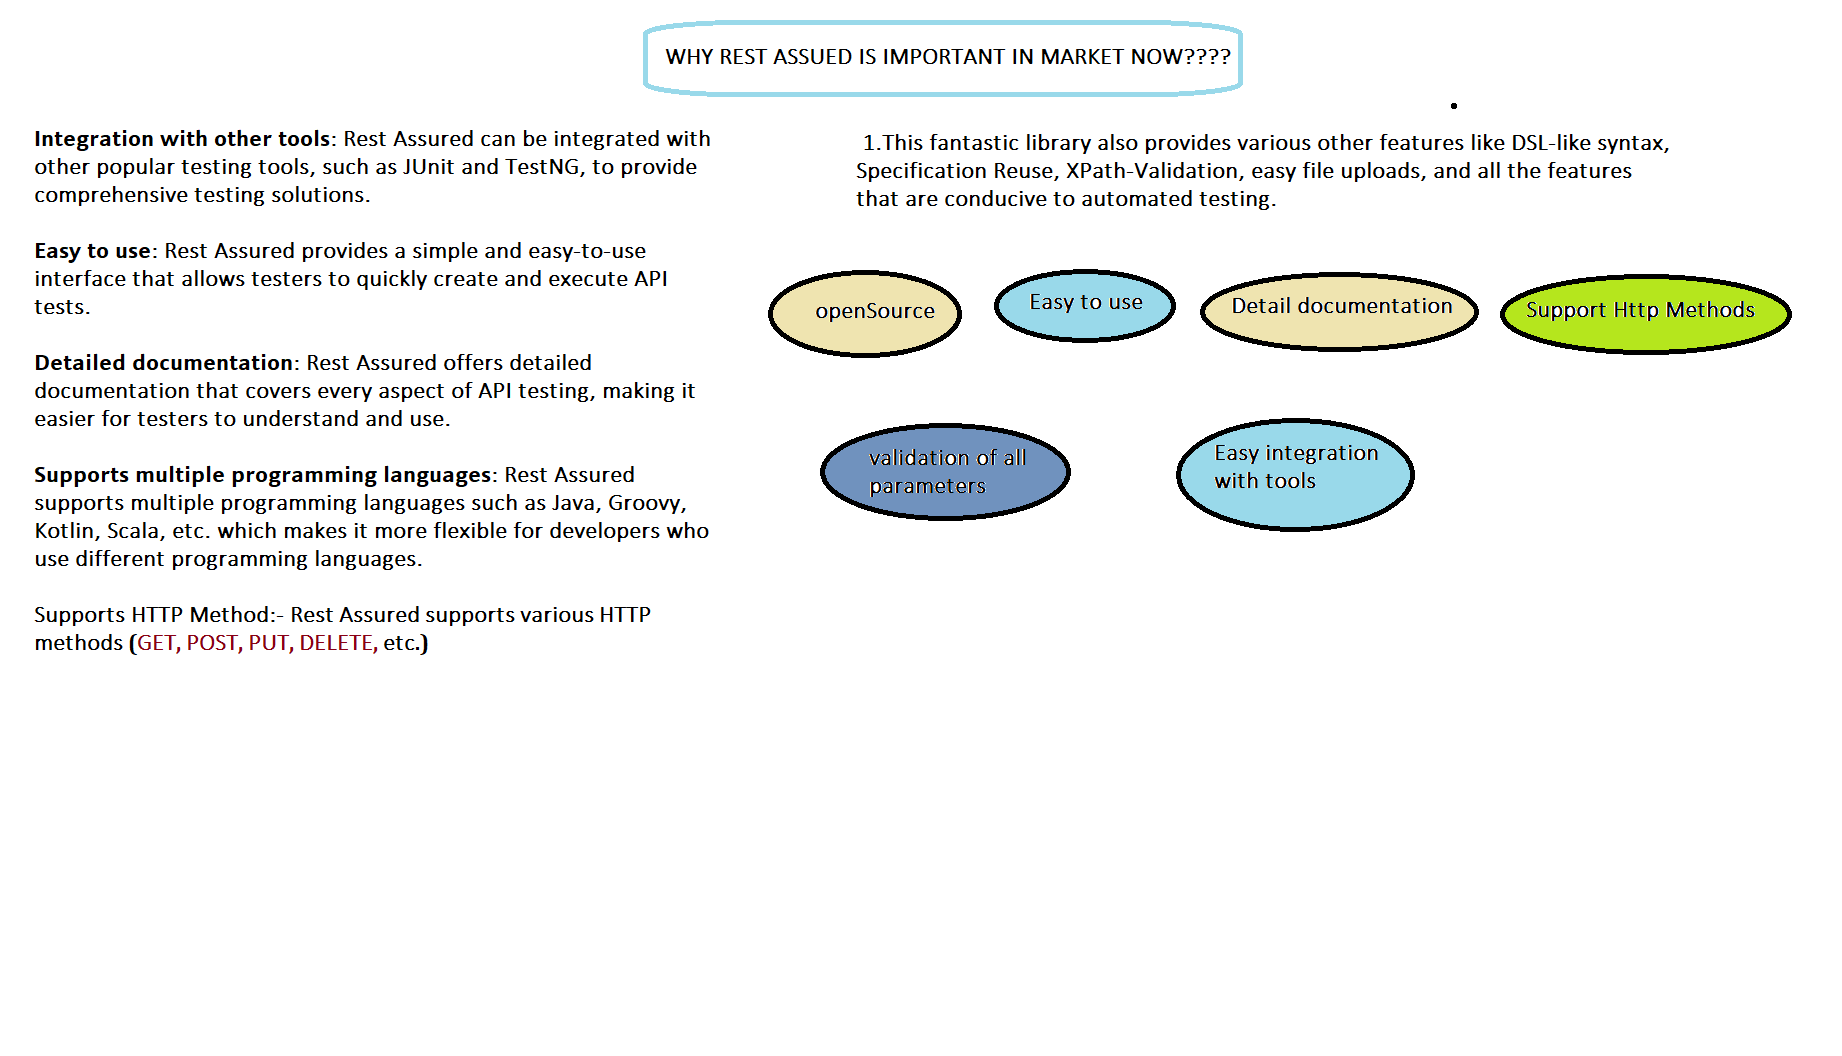 WHY REST ASSUED IS IMPORTANT IN MARKET NOW????
Integration with other tools: Rest Assured can be integrated with
other popular testing tools, such as JUnit and TestNG, to provide
comprehensive testing solutions.
Easy to use: Rest Assured provides a simple and easy-to-use
interface that allows testers to quickly create and execute API
tests.
Detailed documentation: Rest Assured offers detailed
documentation that covers every aspect of API testing, making it
easier for testers to understand and use.
Supports multiple programming languages: Rest Assured
supports multiple programming languages such as Java, Groovy,
Kotlin, Scala, etc. which makes it more flexible for developers who
use different programming languages.
Supports HTTP Method:- Rest Assured supports various HTTP
methods (GET, POST, PUT, DELETE, etc.)
1.This fantastic library also provides various other features like DSL-like syntax,
Specification Reuse, XPath-Validation, easy file uploads, and all the features
that are conducive to automated testing.
openSource
Easy to use
Detail documentation
Support Http Methods
validation of all
parameters
Easy integration
with tools